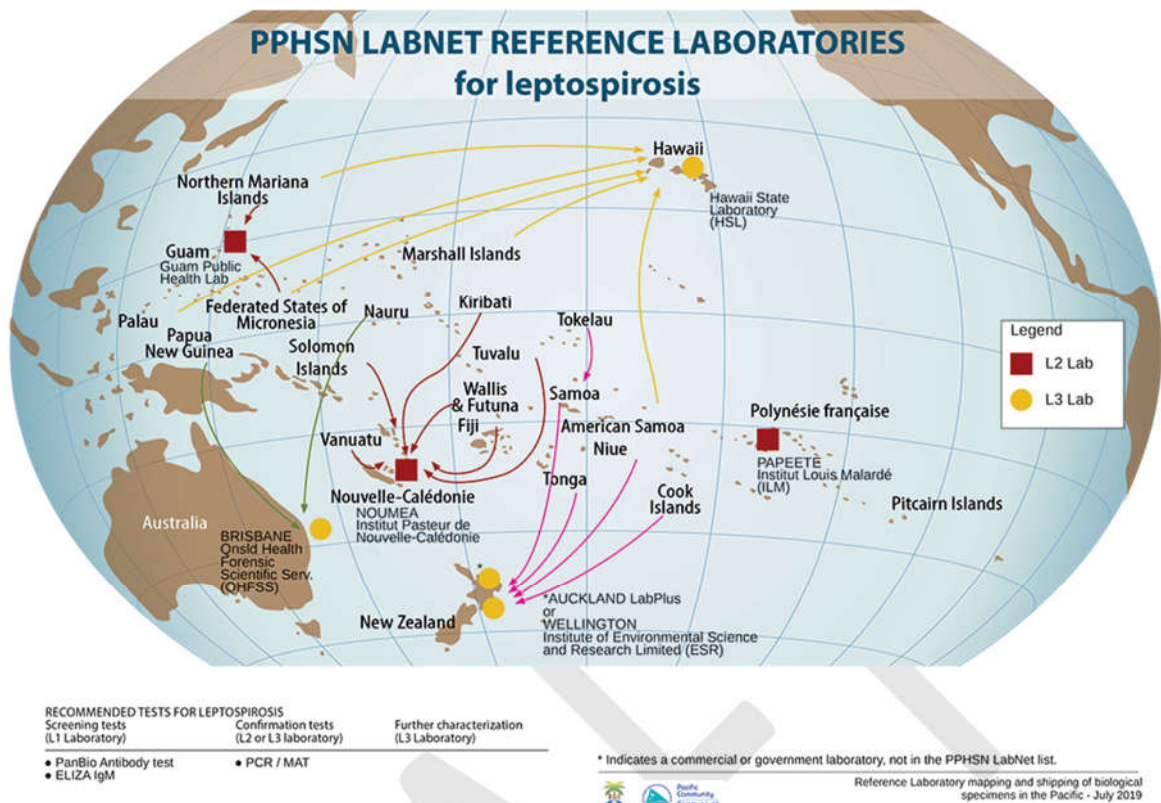 PPHSN LABNET REFERENCE LABORATORIES
for leptospirosis
Hawaii
Hawaii State
Laboratory
(HSL)
Northern Mariana
Islands
Guam
Guam Public
Health Lab
Marshall Islands
Palau
Federated States of
Micronesia
Nauru
Kiribati
Tokelau
Papua
New Guinea
Solomon
Islands
Tuvalu
Legend
L2 Lab
L3 Lab
Wallis
& Futuna
Fiji
Samoa
American Samoa
Niue
Polynésie française
PAPEETE
Institut Louis Malardé
(ILM)
Vanuatu
Tonga
Cook
Islands
Pitcairn Islands
Nouvelle-Calédonie
NOUMEA
Institut Pasteur de
Nouvelle-Calédonie
Australia
BRISBANE
Qnsld Health
Forensic
Scientific Serv.
(QHFSS)
*
New Zealand
*AUCKLAND LabPlus
or
WELLINGTON
Institute of Environmental Science
and Research Limited (ESR)
RECOMMENDED TESTS FOR LEPTOSPIROSIS
Screening tests
(L1 Laboratory)
Confirmation tests
(L2 or L3 laboratory)
Further characterization
(L3 Laboratory)
• PanBio Antibody test
• ELIZA IgM
• PCR / MAT
* Indicates a commercial or government laboratory, not in the PPHSN LabNet list.
Pacific
Community
Reference Laboratory mapping and shipping of biological
specimens in the Pacific - July 2019